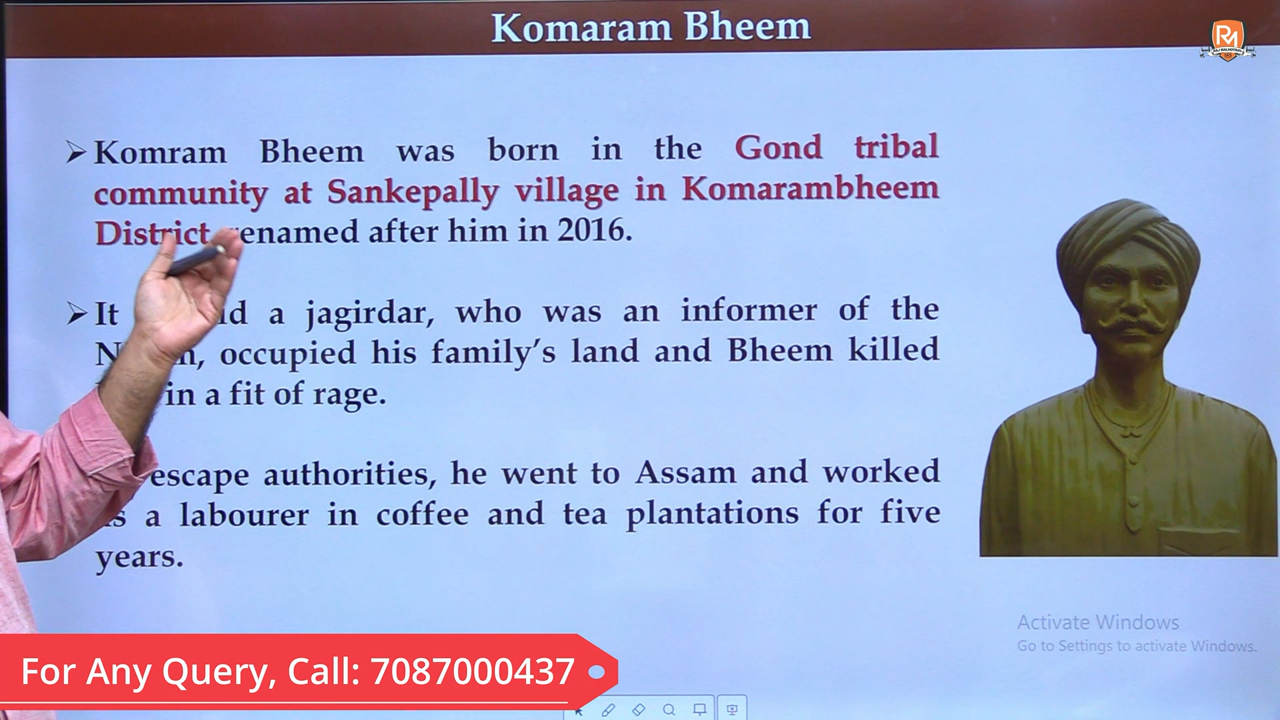 Komaram Bheem
RM
Komram Bheem was born in the Gond tribal
community at Sankepally village in Komarambheem
District renamed after him in 2016.
It a jagirdar, who was an informer of the
occupied his family's land and Bheem killed
in a fit of rage.
escape authorities, he went to Assam and worked
a labourer in coffee and tea plantations for five
years.
Activate Windows
Go to Settings to activate Windows.
For Any Query, Call: 7087000437